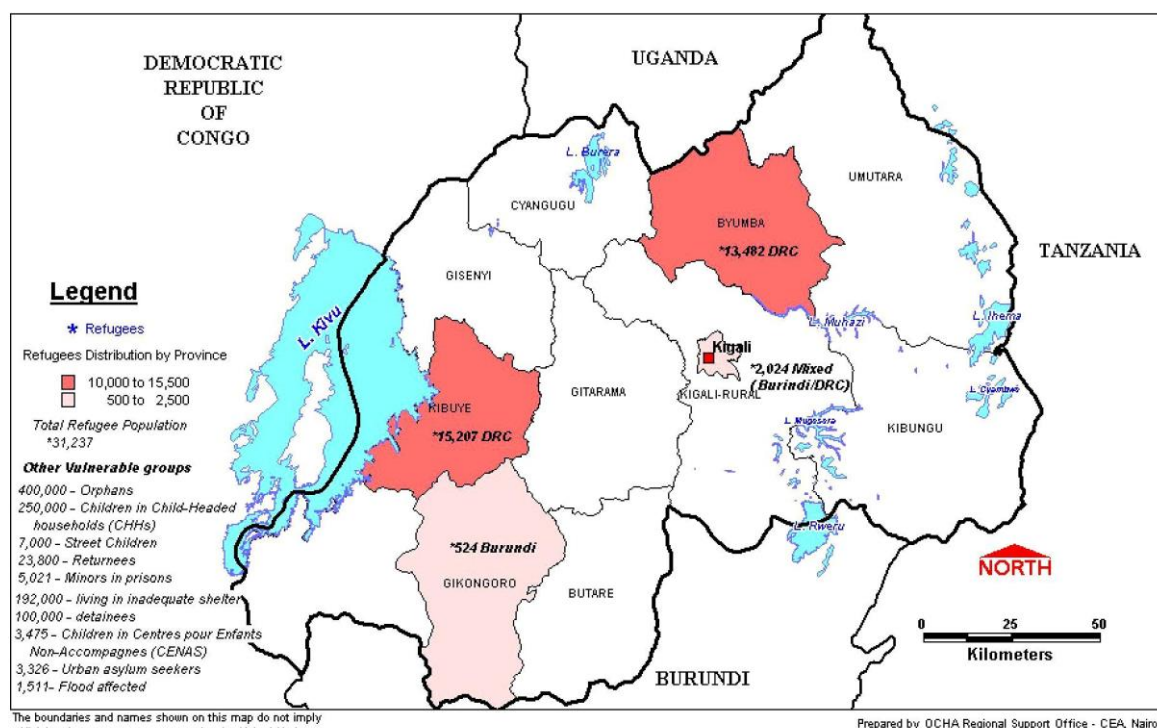 DEMOCRATIC
REPUBLIC
OF
CONGO
UGANDA
TANZANIA
BURUNDI
L. Burera
CYANGUGU
UMUTARA
BYUMBA
*13,482 DRC
GISENYI
L. Kivu
L. Muhazi
L. Ihema
Kigali
*2,024 Mixed
(Burindi/DRC)
KIGALI-RURAL
GITARAMA
L. Cyambwe
L. Mugesera
KIBUNGU
KIBUYE
*15,207 DRC
L. Rweru
*524 Burundi
GIKONGORO
BUTARE
NORTH
0 25 50
Kilometers
Legend
* Refugees
Refugees Distribution by Province
10,000 to 15,500
500 to 2,500
Total Refugee Population
*31,237
Other Vulnerable groups
400,000 - Orphans
250,000 - Children in Child-Headed
households (CHHs)
7,000 - Street Children
23,800 - Returnees
5,021 - Minors in prisons
192,000 - living in inadequate shelter
100,000 - detainees
3,475 - Children in Centres pour Enfants
Non-Accompagnes (CENAS)
3,326 - Urban asylum seekers
1,511- Flood affected
The boundaries and names shown on this map do not imply
Prepared by OCHA Regional Support Office - CEA, Nairo